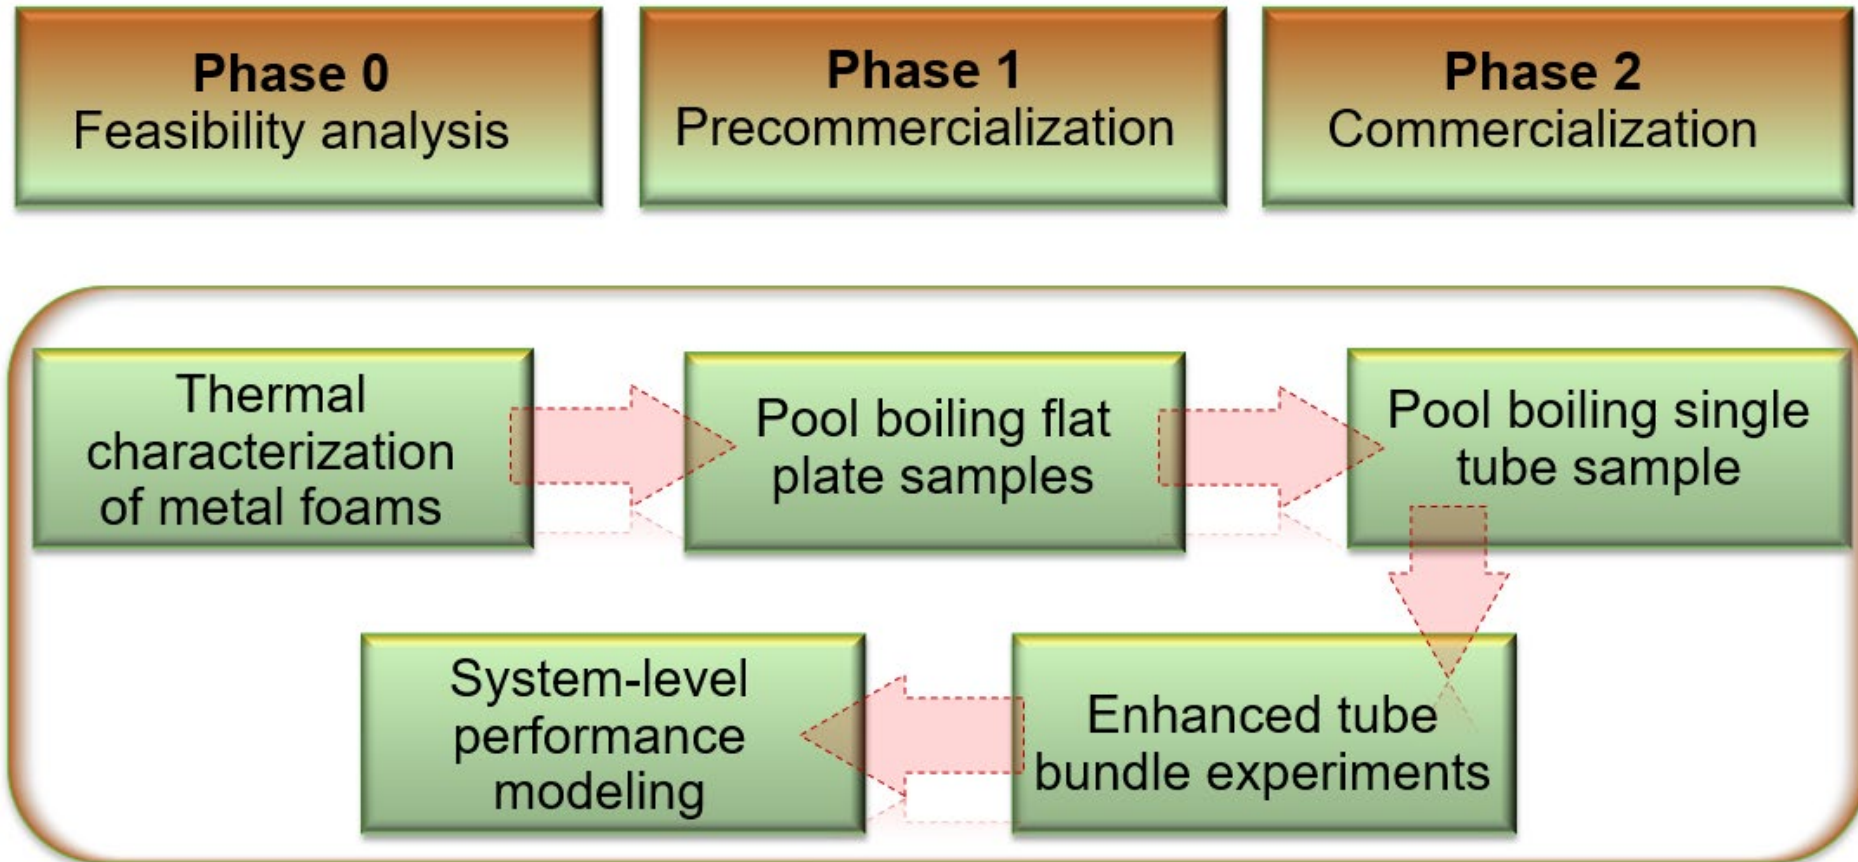 Phase 0
Feasibility analysis
Phase 1
Precommercialization
Phase 2
Commercialization
Thermal
characterization
of metal foams
Pool boiling flat
plate samples
Pool boiling single
tube sample
System-level
performance
modeling
Enhanced tube
bundle experiments